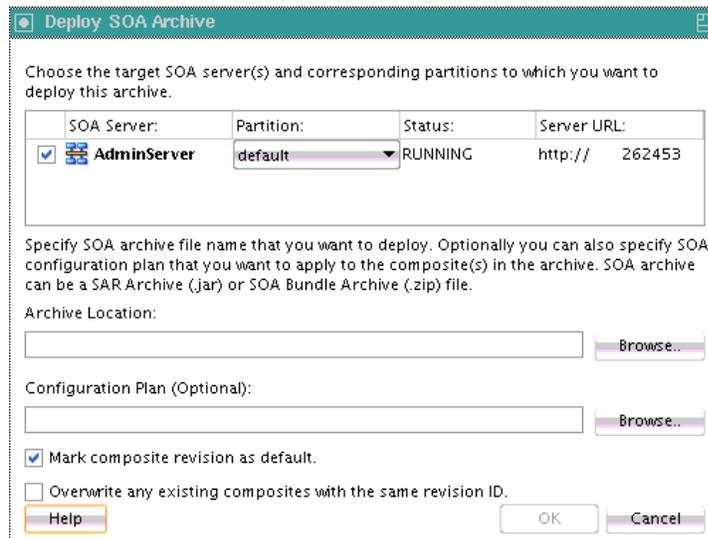 Deploy SOA Archive
Choose the target SOA server(s) and corresponding partitions to which you want to
deploy this archive.
SOA Server: Partition: Status: Server URL:
AdminServer default RUNNING http:// 262453
Specify SOA archive file name that you want to deploy. Optionally you can also specify SOA
configuration plan that you want to apply to the composite(s) in the archive. SOA archive
can be a SAR Archive (.jar) or SOA Bundle Archive (.zip) file.
Archive Location:
Browse..
Configuration Plan (Optional):
Browse..
Mark composite revision as default.
Overwrite any existing composites with the same revision ID.
Help OK Cancel